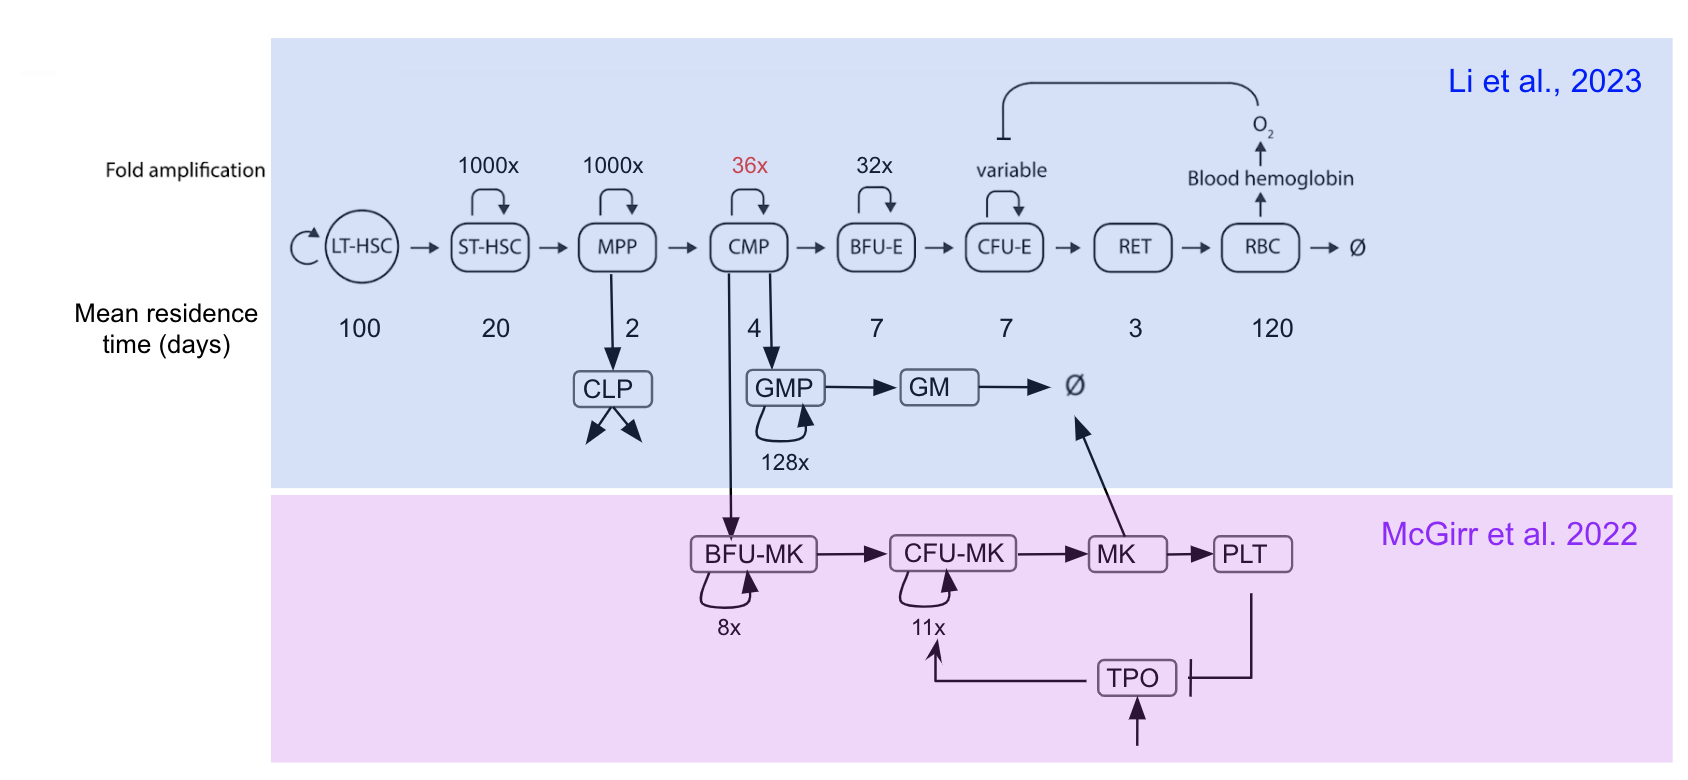 Li et al., 2023
O2
Fold amplification
1000x
1000x
36x
32x
variable
Blood hemoglobin
LT-HSC
ST-HSC
MPP
CMP
BFU-E
CFU-E
RET
RBC
Ø
Mean residence
time (days)
100
20
2
4
7
7
3
120
CLP
GMP
GM
Ø
128x
McGirr et al. 2022
BFU-MK
CFU-MK
MK
PLT
8x
11x
TPO